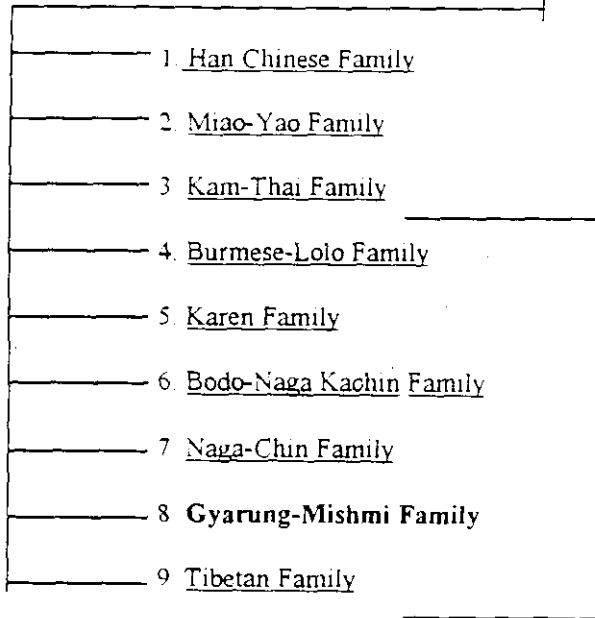 1. Han Chinese Family
2. Miao-Yao Family
3 Kam-Thai Family
4. Burmese-Lolo Family
5. Karen Family
6. Bodo-Naga Kachin Family
7 Naga-Chin Family
8 Gyarung-Mishmi Family
9 Tibetan Family